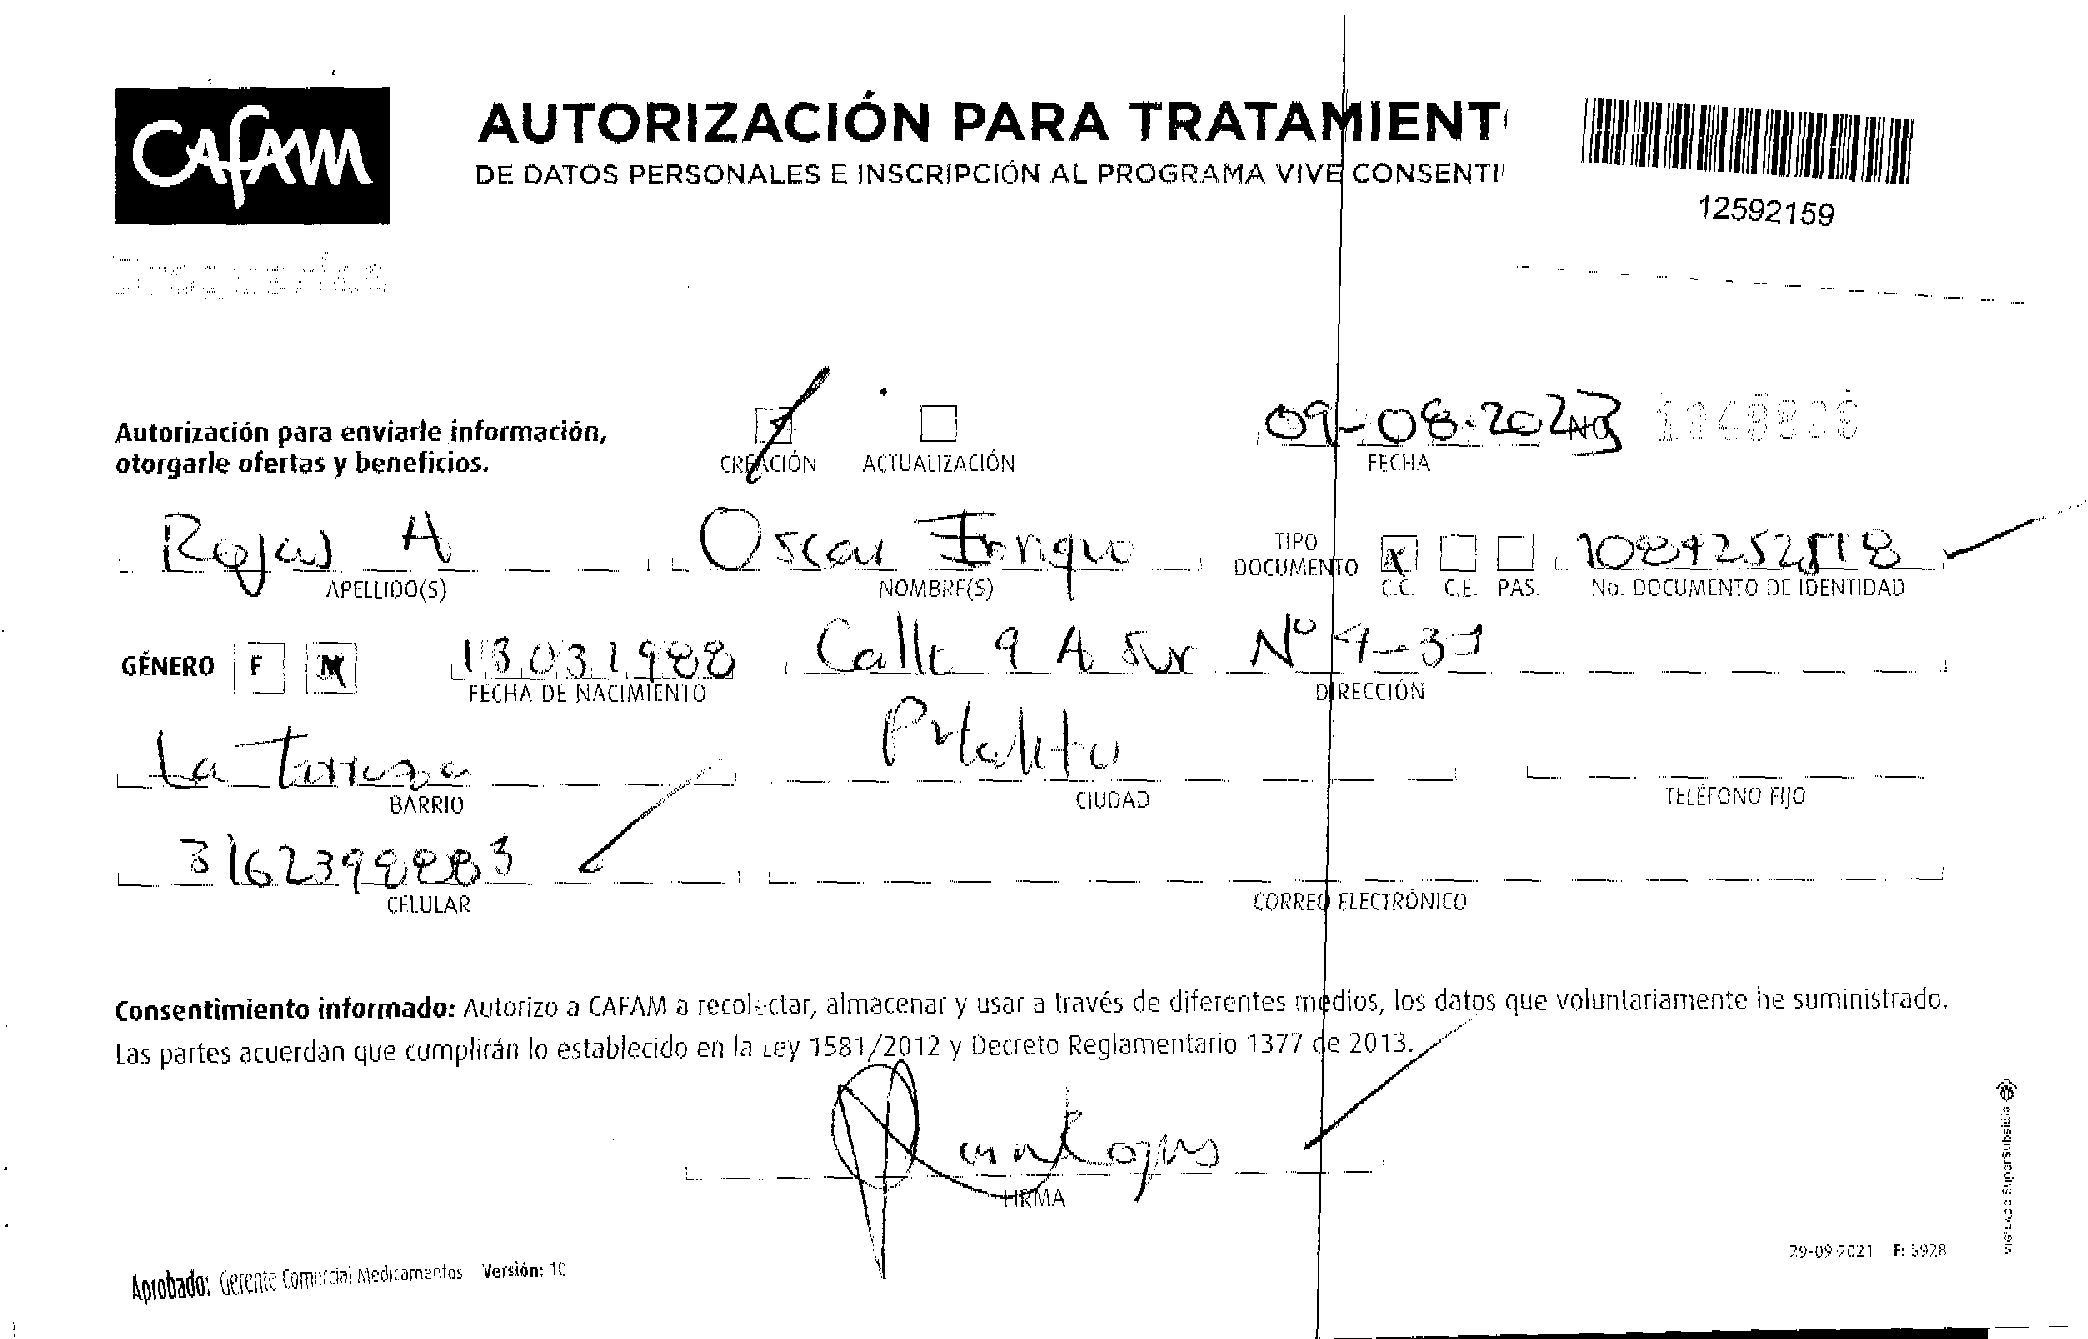 CAFAM
AUTORIZACIÓN PARA TRATAMIENT
DE DATOS PERSONALES E INSCRIPCIÓN AL PROGRAMA VIVE CONSENTI
12592159
Droguerías
Autorización para enviarle información,
otorgarle ofertas y beneficios.
CREACIÓN ACTUALIZACIÓN
09-08-2023 No
FECHA
Rojas A Oscar Enrique
APELLIDO(S) NOMBRE(S)
TIPO
DOCUMENTO X
C.C. C.E. PAS. No. DOCUMENTO DE IDENTIDAD
GÉNERO F M 13031988 Calle 9 A Sur N° 4-31
FECHA DE NACIMIENTO DIRECCIÓN
La Terraza Pitalito
BARRIO CIUDAD TELÉFONO FIJO
CELULAR CORREO ELECTRÓNICO
Consentimiento informado: Autorizo a CAFAM a recolectar, almacenar y usar a través de diferentes medios, los datos que voluntariamente he suministrado.
Las partes acuerdan que cumplirán lo establecido en la Ley 1581/2012 y Decreto Reglamentario 1377 de 2013.
FIRMA
Aprobado: Gerente Comercial Medicamentos Versión: 10
29-09-2021 F: 5928
VIGILADO SuperSubsidio